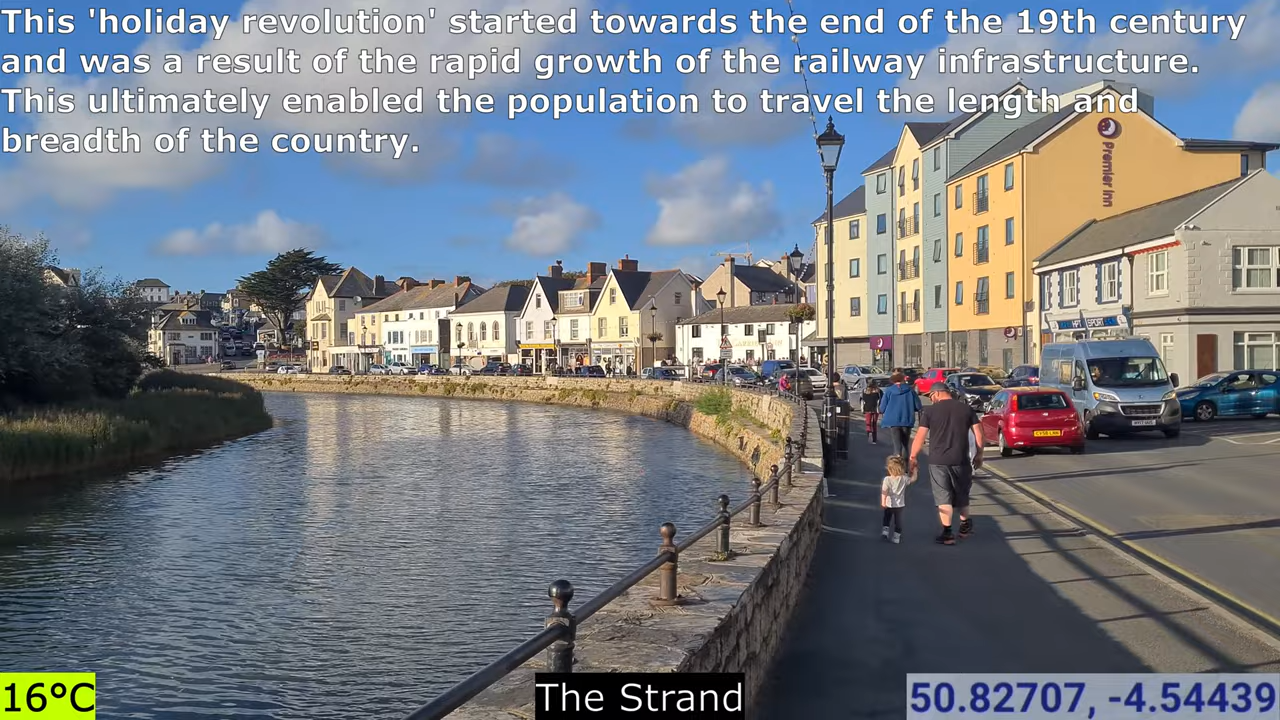 This 'holiday revolution' started towards the end of the 19th century
and was a result of the rapid growth of the railway infrastructure.
This ultimately enabled the population to travel the length and
breadth of the country.
Premier Inn
SPORT
16°C
The Strand
50.82707, -4.54439